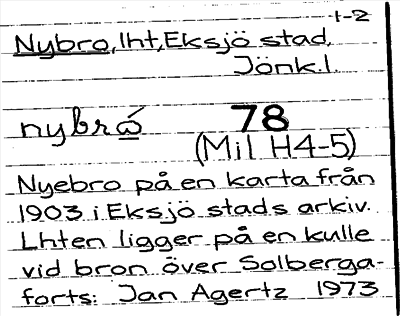 1-2
Nybro, lht, Eksjö stad,
Jönk.l.
nybrǻ 78
(Mil H4-5)
Nyebro på en karta från
1903 i Eksjö stads arkiv.
Lhten ligger på en kulle
vid bron över Solberga-
forts: Jan Agertz 1973